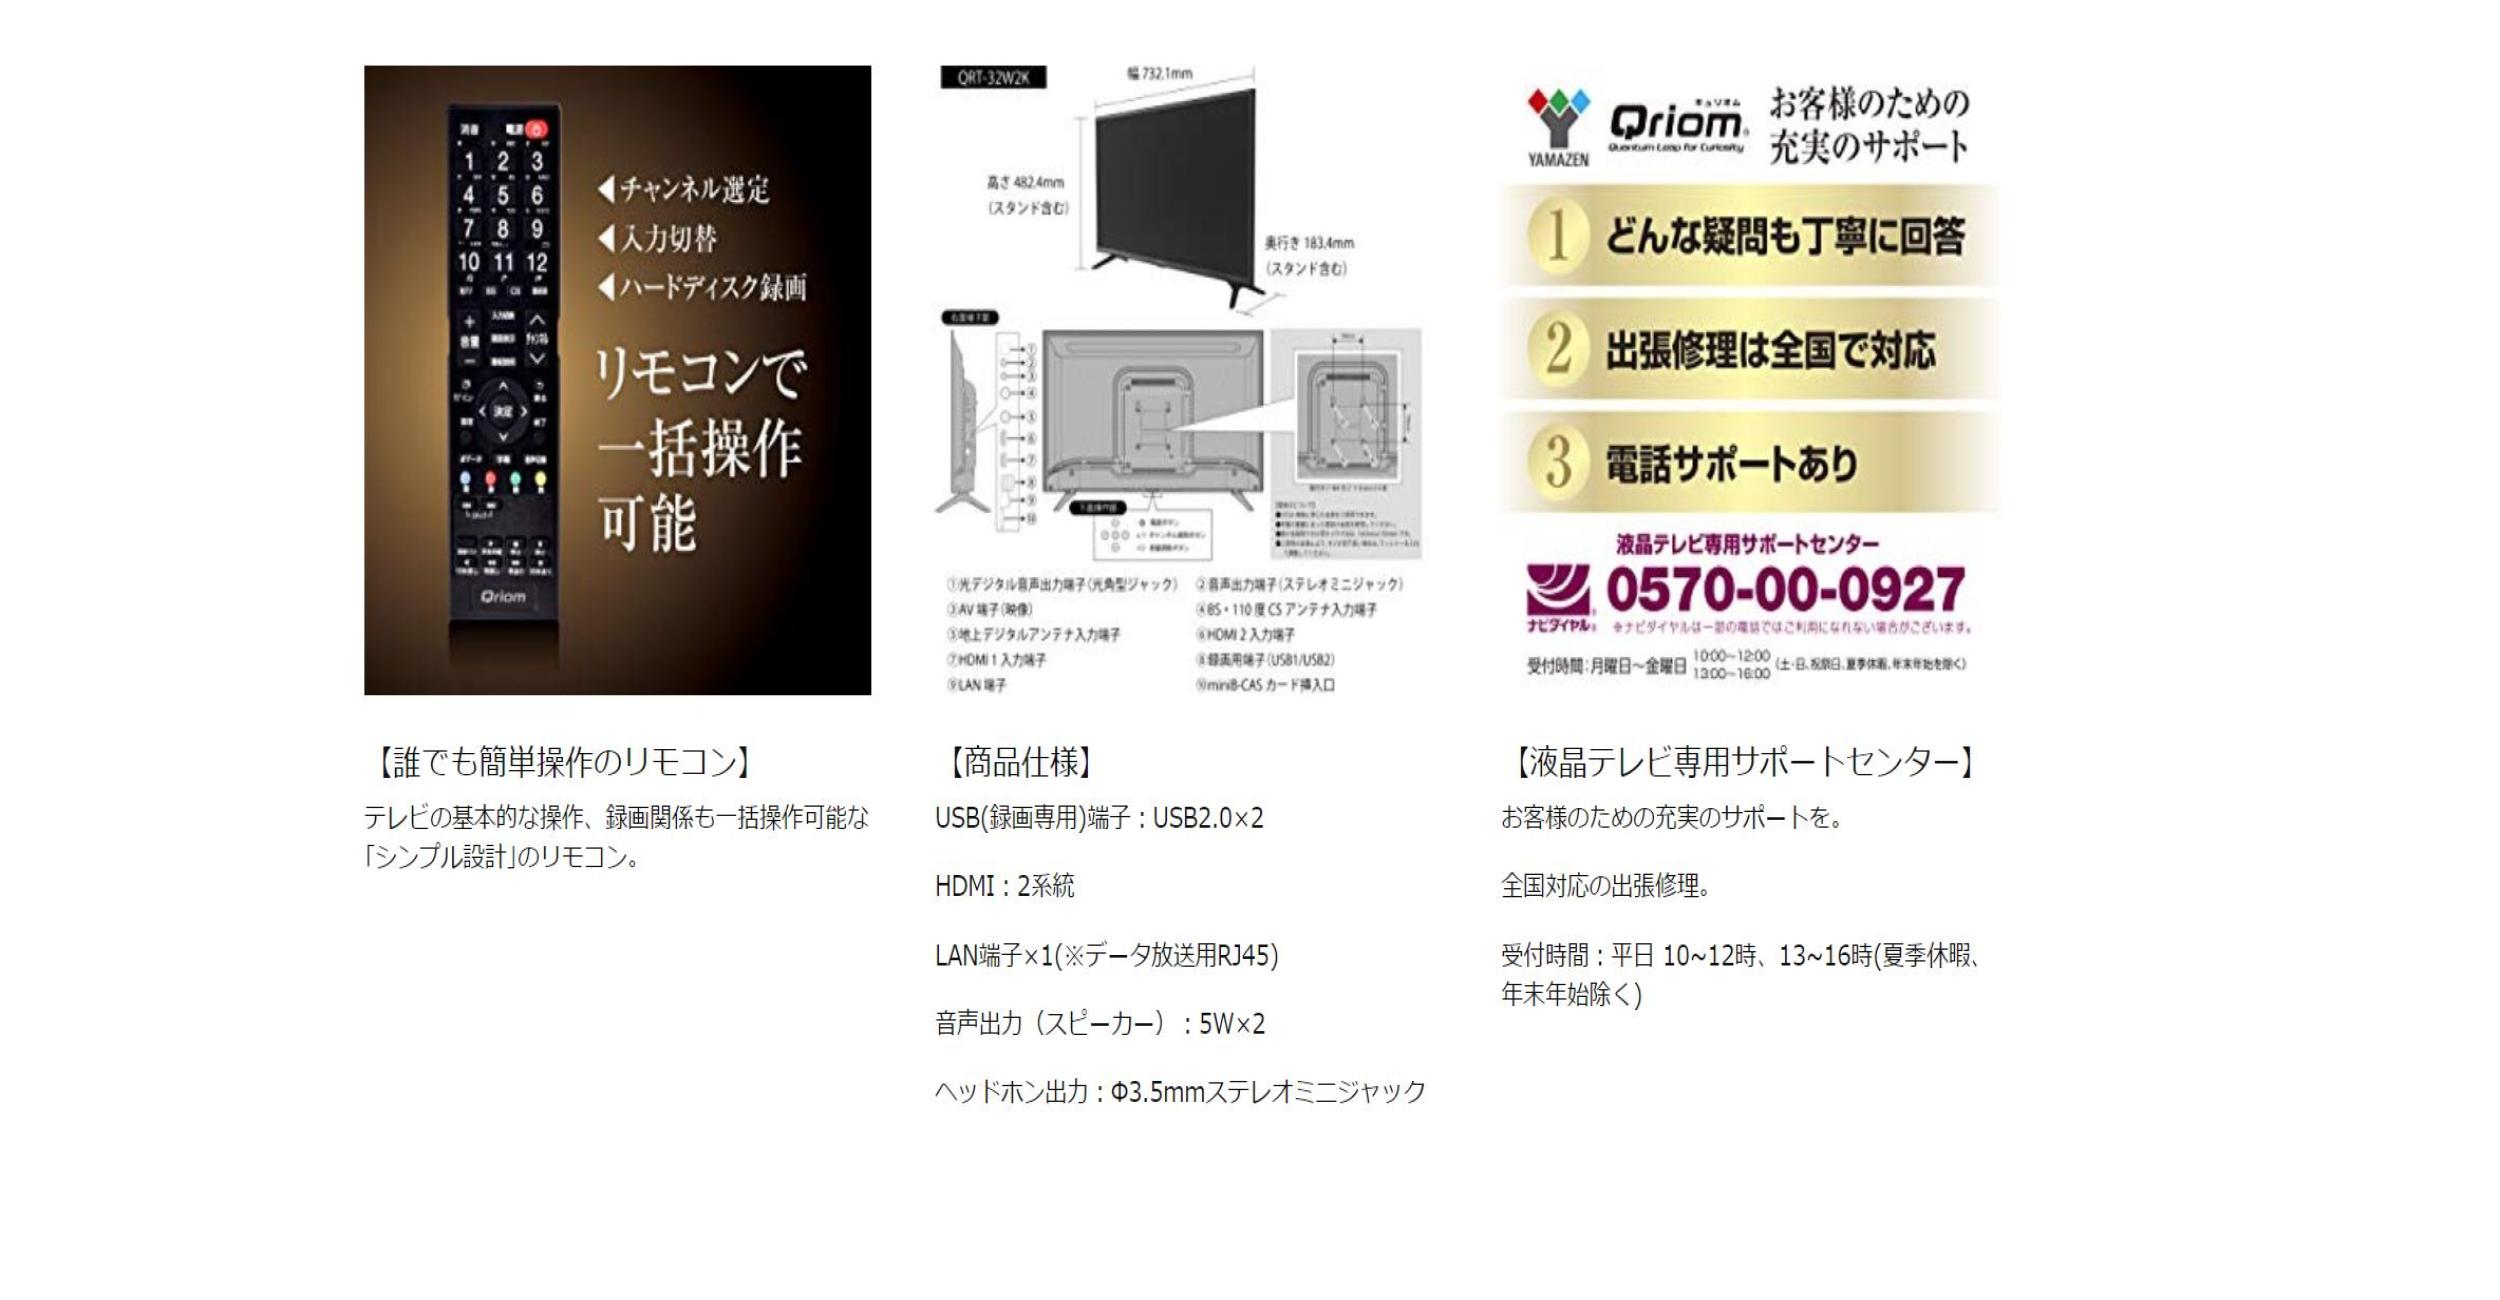 消音 電源
1 2 3
4 5 6
7 8 9
10 11 12
音量
決定
Qriom
チャンネル選定
入力切替
ハードディスク録画
リモコンで
一括操作
可能
【誰でも簡単操作のリモコン】
テレビの基本的な操作、録画関係も一括操作可能な
「シンプル設計」のリモコン。
QRT-32W2K
幅 732.1mm
高さ 482.4mm
(スタンド含む)
奥行き 183.4mm
(スタンド含む)
①光デジタル音声出力端子(光角型ジャック) ②音声出力端子(ステレオミニジャック)
③AV 端子(映像) ④BS・110 度 CS アンテナ入力端子
⑤地上デジタルアンテナ入力端子 ⑥HDMI 2 入力端子
⑦HDMI 1 入力端子 ⑧録画用端子(USB1/USB2)
⑨LAN 端子 ⑩miniB-CAS カード挿入口
【商品仕様】
USB(録画専用)端子：USB2.0×2
HDMI：2系統
LAN端子×1(※データ放送用RJ45)
音声出力（スピーカー）：5W×2
ヘッドホン出力：Φ3.5mmステレオミニジャック
YAMAZEN
キュリオム
Qriom
Quantum Leap for Curiosity
お客様のための
充実のサポート
1 どんな疑問も丁寧に回答
2 出張修理は全国で対応
3 電話サポートあり
液晶テレビ専用サポートセンター
0570-00-0927
ナビダイヤル ※ナビダイヤルは一部の電話ではご利用になれない場合がございます。
受付時間：月曜日〜金曜日 10:00〜12:00 13:00〜16:00 (土・日、祝祭日、夏季休暇、年末年始を除く)
【液晶テレビ専用サポートセンター】
お客様のための充実のサポートを。
全国対応の出張修理。
受付時間：平日 10~12時、13~16時(夏季休暇、
年末年始除く)